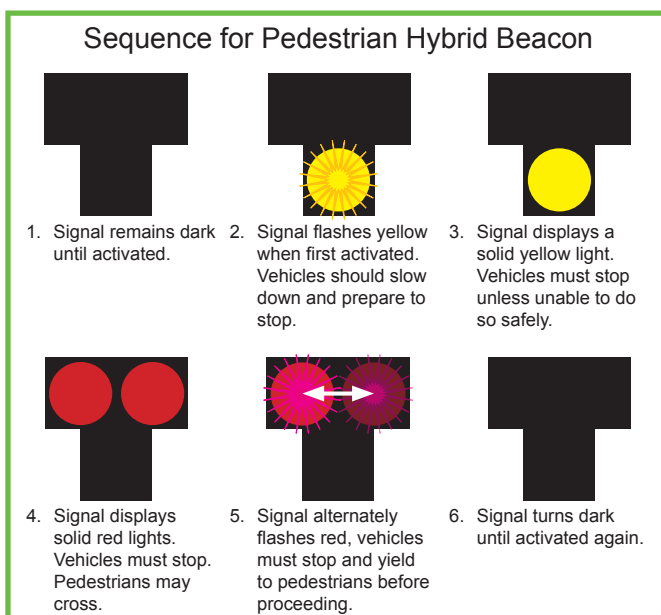 Sequence for Pedestrian Hybrid Beacon
1. Signal remains dark
until activated.
2. Signal flashes yellow
when first activated.
Vehicles should slow
down and prepare to
stop.
3. Signal displays a
solid yellow light.
Vehicles must stop
unless unable to do
so safely.
4. Signal displays
solid red lights.
Vehicles must stop.
Pedestrians may
cross.
5. Signal alternately
flashes red, vehicles
must stop and yield
to pedestrians before
proceeding.
6. Signal turns dark
until activated again.